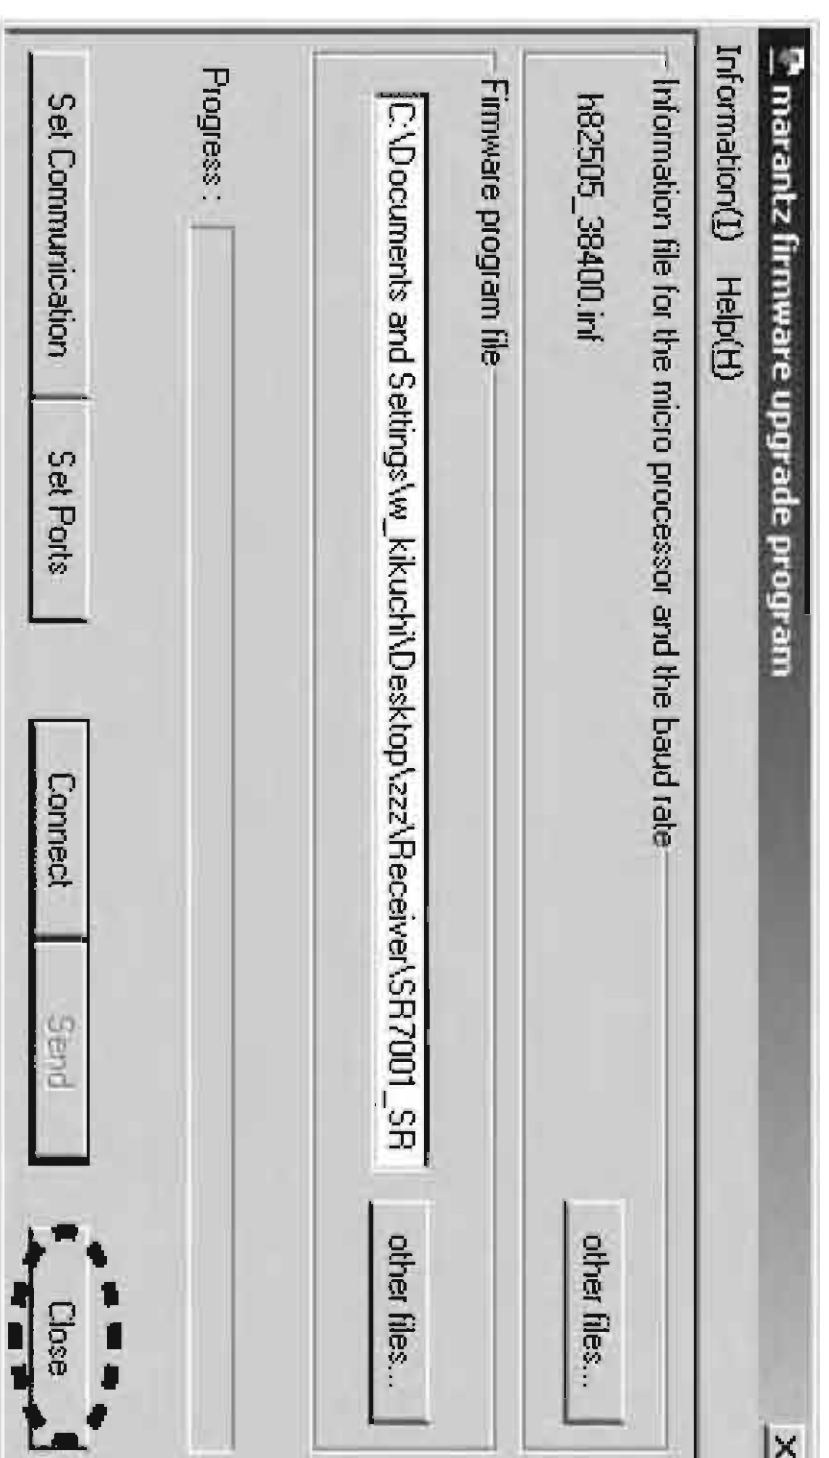 marantz firmware upgrade program
Information(I) Help(H)
Information file for the micro processor and the baud rate
h82505_38400.inf
other files...
Firmware program file
C:\Documents and Settings\w_kikuchi\Desktop\zzz\Receiver\SR7001_SR
other files...
Progress :
Set Communication
Set Ports
Connect
Send
Close